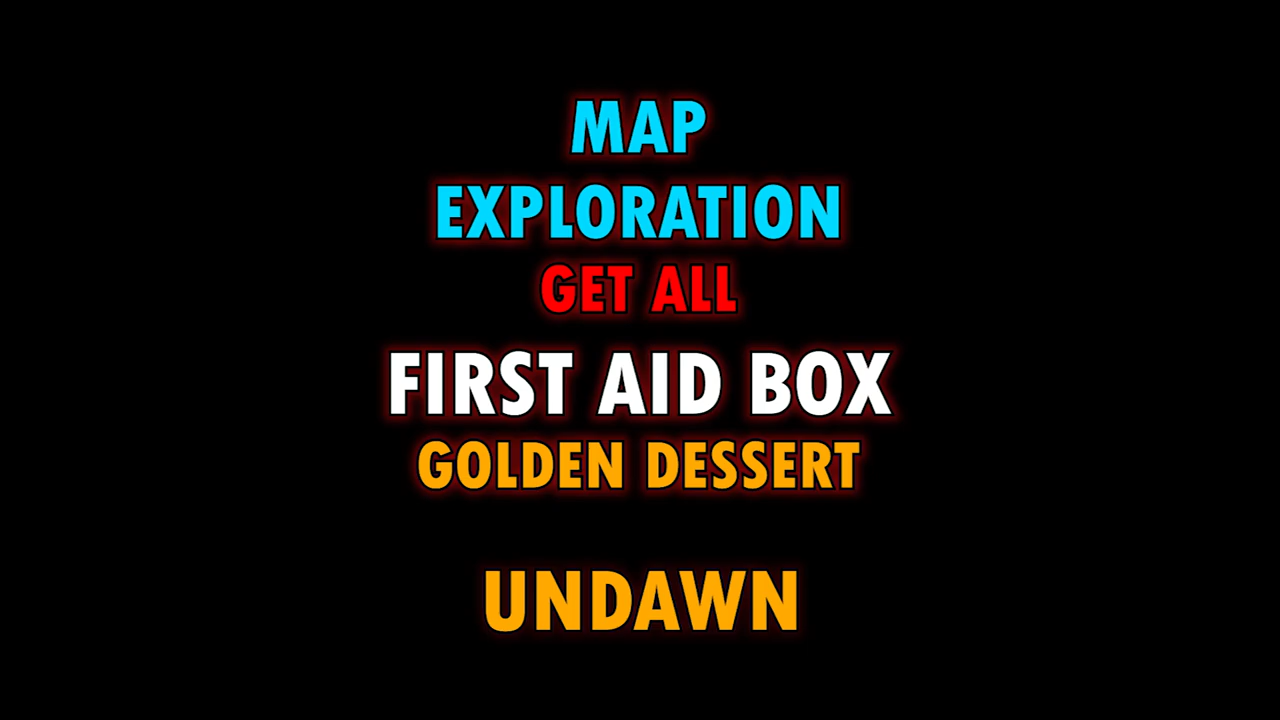 MAP
EXPLORATION
GET ALL
FIRST AID BOX
GOLDEN DESSERT
UNDAWN